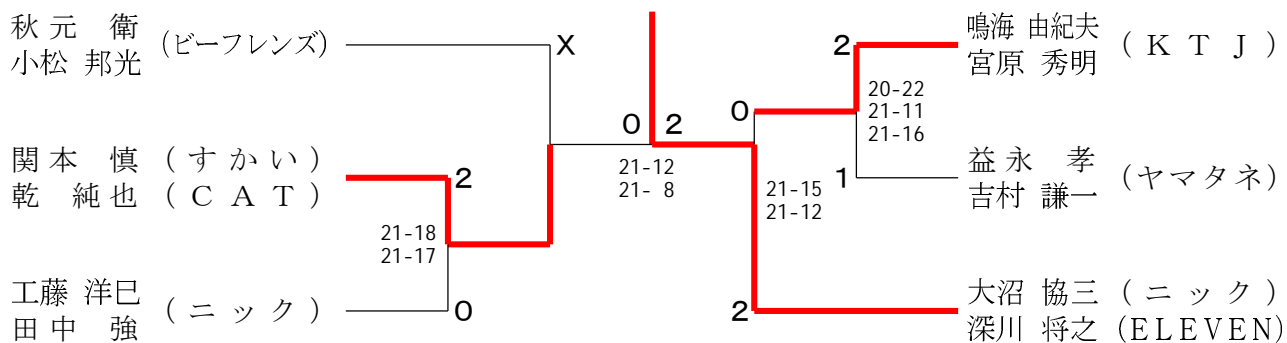 秋元 衛
小松 邦光
(ビーフレンズ)
X
関本 慎 (すかい)
乾 純也 (CAT)
2
21-18
21-17
工藤 洋巳
田中 強
(ニック)
0
0 2
21-12
21- 8
鳴海 由紀夫
宮原 秀明
(KTJ)
2
20-22
21-11
21-16
0
益永 孝
吉村 謙一
(ヤマタネ)
1
21-15
21-12
大沼 協三 (ニック)
深川 将之 (ELEVEN)
2